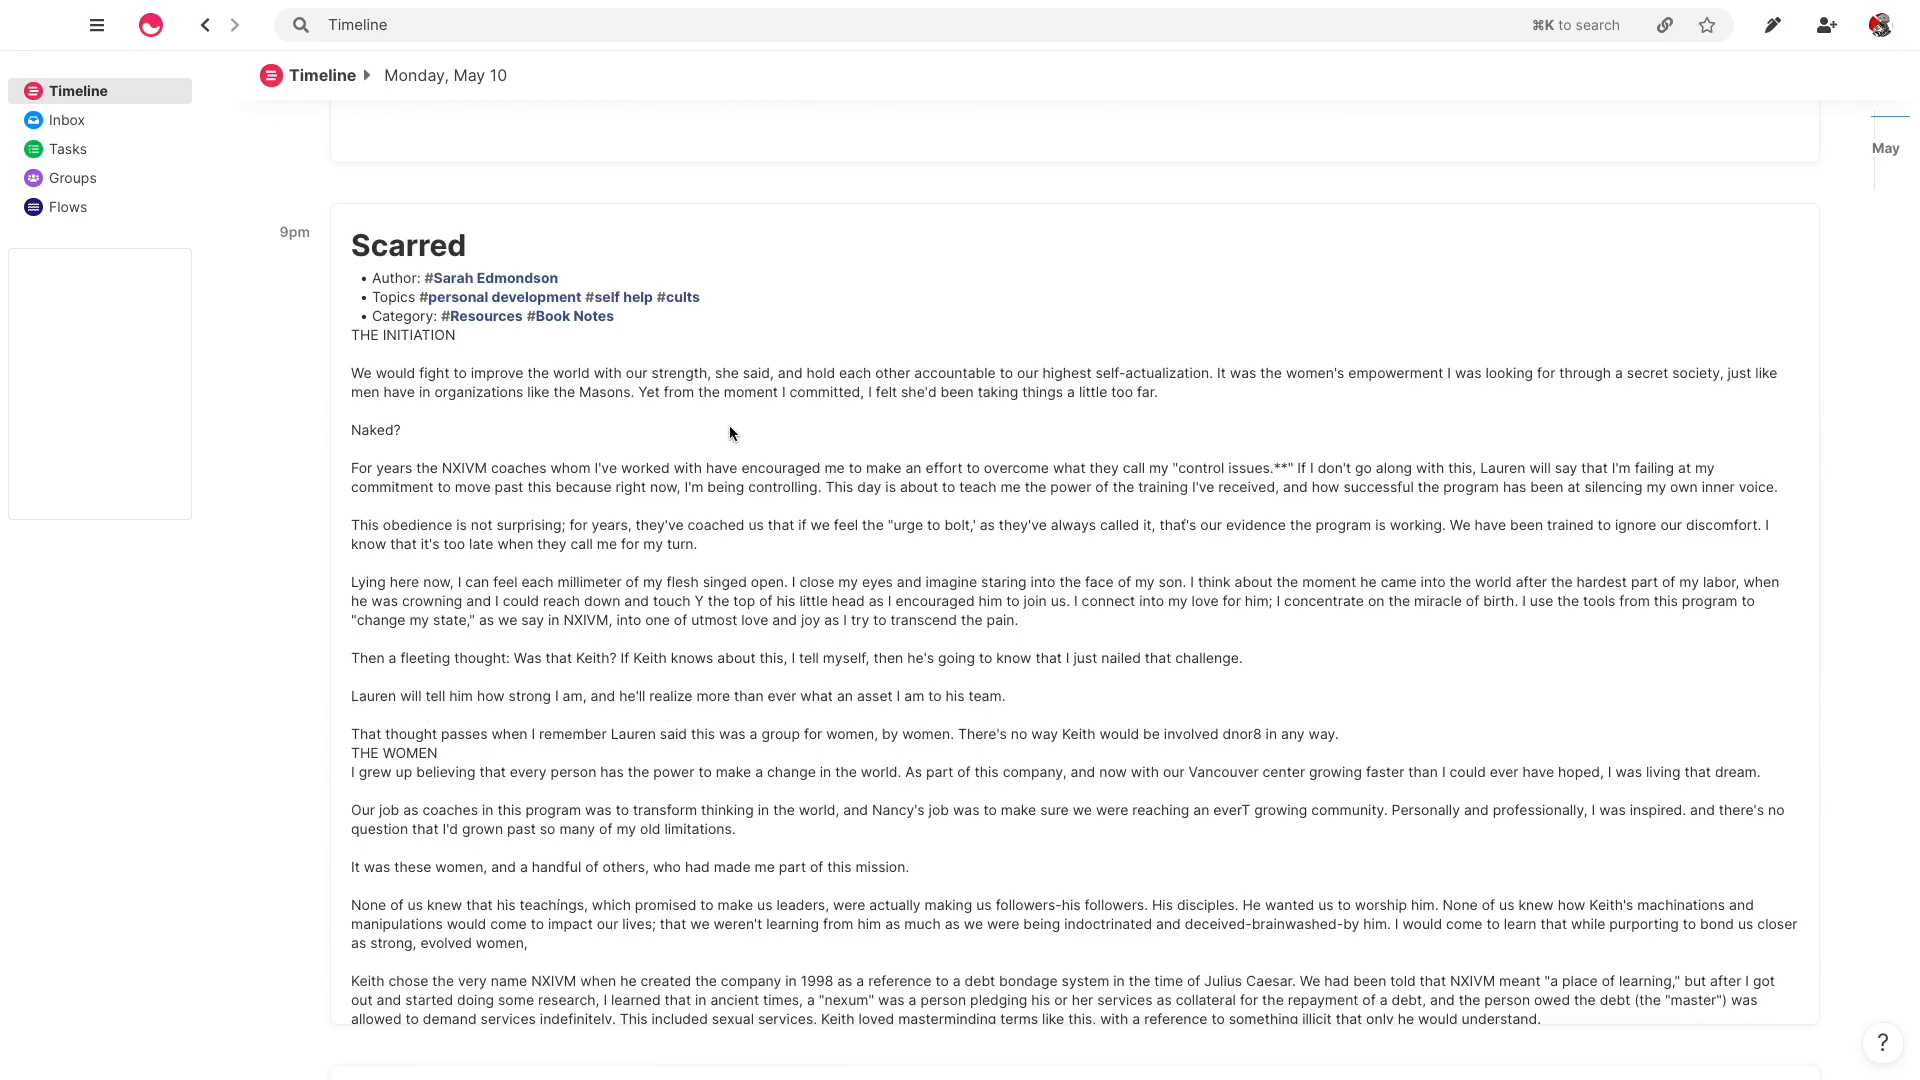 Timeline
⌘K to search
Timeline
Monday, May 10
Timeline
Inbox
Tasks
Groups
Flows
May
9pm
Scarred
• Author: #Sarah Edmondson
• Topics #personal development #self help #cults
• Category: #Resources #Book Notes
THE INITIATION
We would fight to improve the world with our strength, she said, and hold each other accountable to our highest self-actualization. It was the women's empowerment I was looking for through a secret society, just like
men have in organizations like the Masons. Yet from the moment I committed, I felt she'd been taking things a little too far.
Naked?
For years the NXIVM coaches whom I've worked with have encouraged me to make an effort to overcome what they call my "control issues.**" If I don't go along with this, Lauren will say that I'm failing at my
commitment to move past this because right now, I'm being controlling. This day is about to teach me the power of the training I've received, and how successful the program has been at silencing my own inner voice.
This obedience is not surprising; for years, they've coached us that if we feel the "urge to bolt,' as they've always called it, thať's our evidence the program is working. We have been trained to ignore our discomfort. I
know that it's too late when they call me for my turn.
Lying here now, I can feel each millimeter of my flesh singed open. I close my eyes and imagine staring into the face of my son. I think about the moment he came into the world after the hardest part of my labor, when
he was crowning and I could reach down and touch Y the top of his little head as I encouraged him to join us. I connect into my love for him; I concentrate on the miracle of birth. I use the tools from this program to
"change my state," as we say in NXIVM, into one of utmost love and joy as I try to transcend the pain.
Then a fleeting thought: Was that Keith? If Keith knows about this, I tell myself, then he's going to know that I just nailed that challenge.
Lauren will tell him how strong I am, and he'll realize more than ever what an asset I am to his team.
That thought passes when I remember Lauren said this was a group for women, by women. There's no way Keith would be involved dnor8 in any way.
THE WOMEN
I grew up believing that every person has the power to make a change in the world. As part of this company, and now with our Vancouver center growing faster than I could ever have hoped, I was living that dream.
Our job as coaches in this program was to transform thinking in the world, and Nancy's job was to make sure we were reaching an everT growing community. Personally and professionally, I was inspired. and there's no
question that I'd grown past so many of my old limitations.
It was these women, and a handful of others, who had made me part of this mission.
None of us knew that his teachíngs, which promised to make us leaders, were actually making us followers-his followers. His disciples. He wanted us to worship him. None of us knew how Keith's machinations and
manipulations would come to impact our lives; that we weren't learning from him as much as we were being indoctrinated and deceived-brainwashed-by him. I would come to learn that while purporting to bond us closer
as strong, evolved women,
Keith chose the very name NXIVM when he created the company in 1998 as a reference to a debt bondage system in the time of Julius Caesar. We had been told that NXIVM meant "a place of learning," but after I got
out and started doing some research, I learned that in ancient times, a "nexum" was a person pledging his or her services as collateral for the repayment of a debt, and the person owed the debt (the "master") was
allowed to demand services indefinitely. This included sexual services. Keith loved masterminding terms like this, with a reference to something illicit that only he would understand.
?